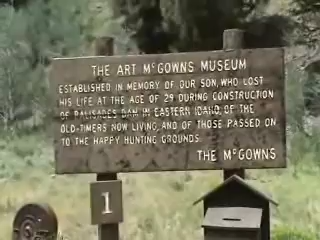 THE ART McGOWNS MUSEUM
ESTABLISHED IN MEMORY OF OUR SON, WHO LOST
HIS LIFE AT THE AGE OF 29 DURING CONSTRUCTION
OF PALISADES DAM IN EASTERN IDAHO, OF THE
OLD-TIMERS NOW LIVING, AND OF THOSE PASSED ON
TO THE HAPPY HUNTING GROUNDS.
THE McGOWNS
1